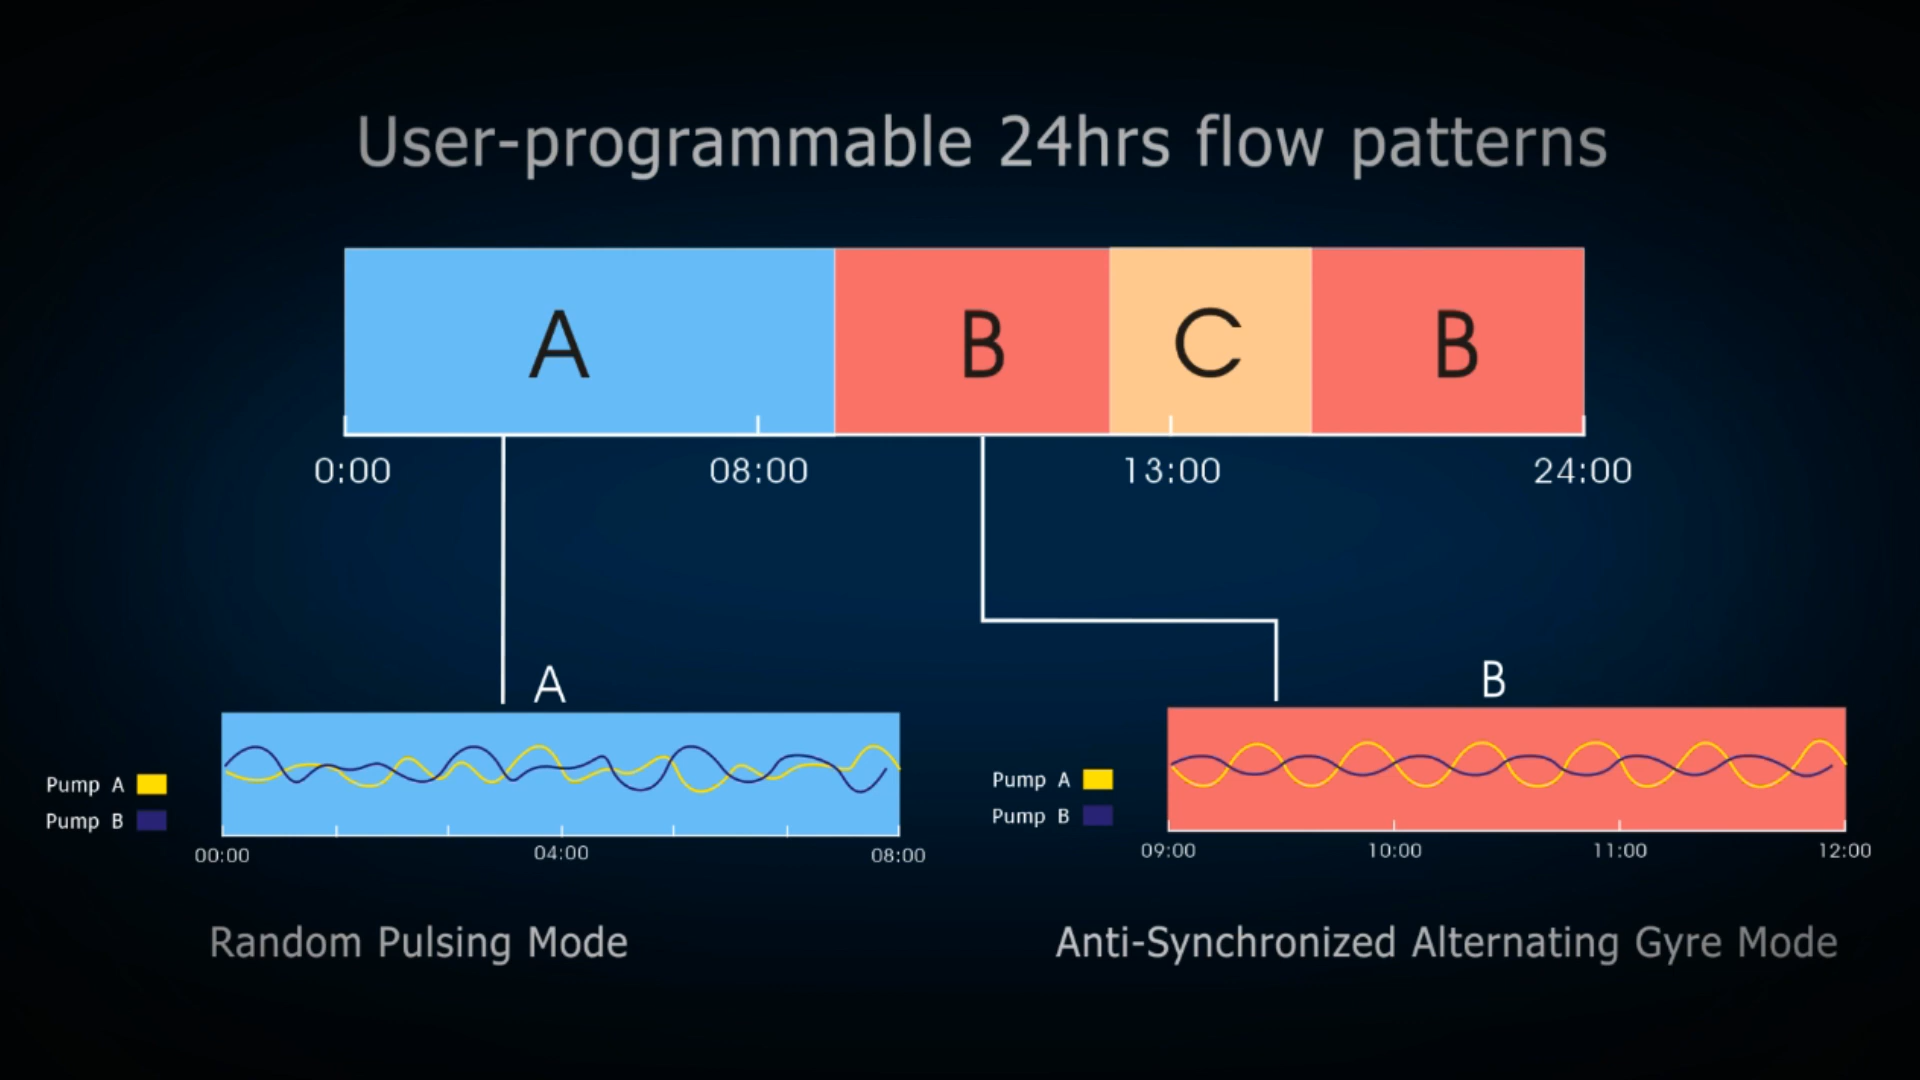 User-programmable 24hrs flow patterns
A B C B
0:00 08:00 13:00 24:00
A
Pump A
Pump B
00:00 04:00 08:00
Random Pulsing Mode
B
Pump A
Pump B
09:00 10:00 11:00 12:00
Anti-Synchronized Alternating Gyre Mode